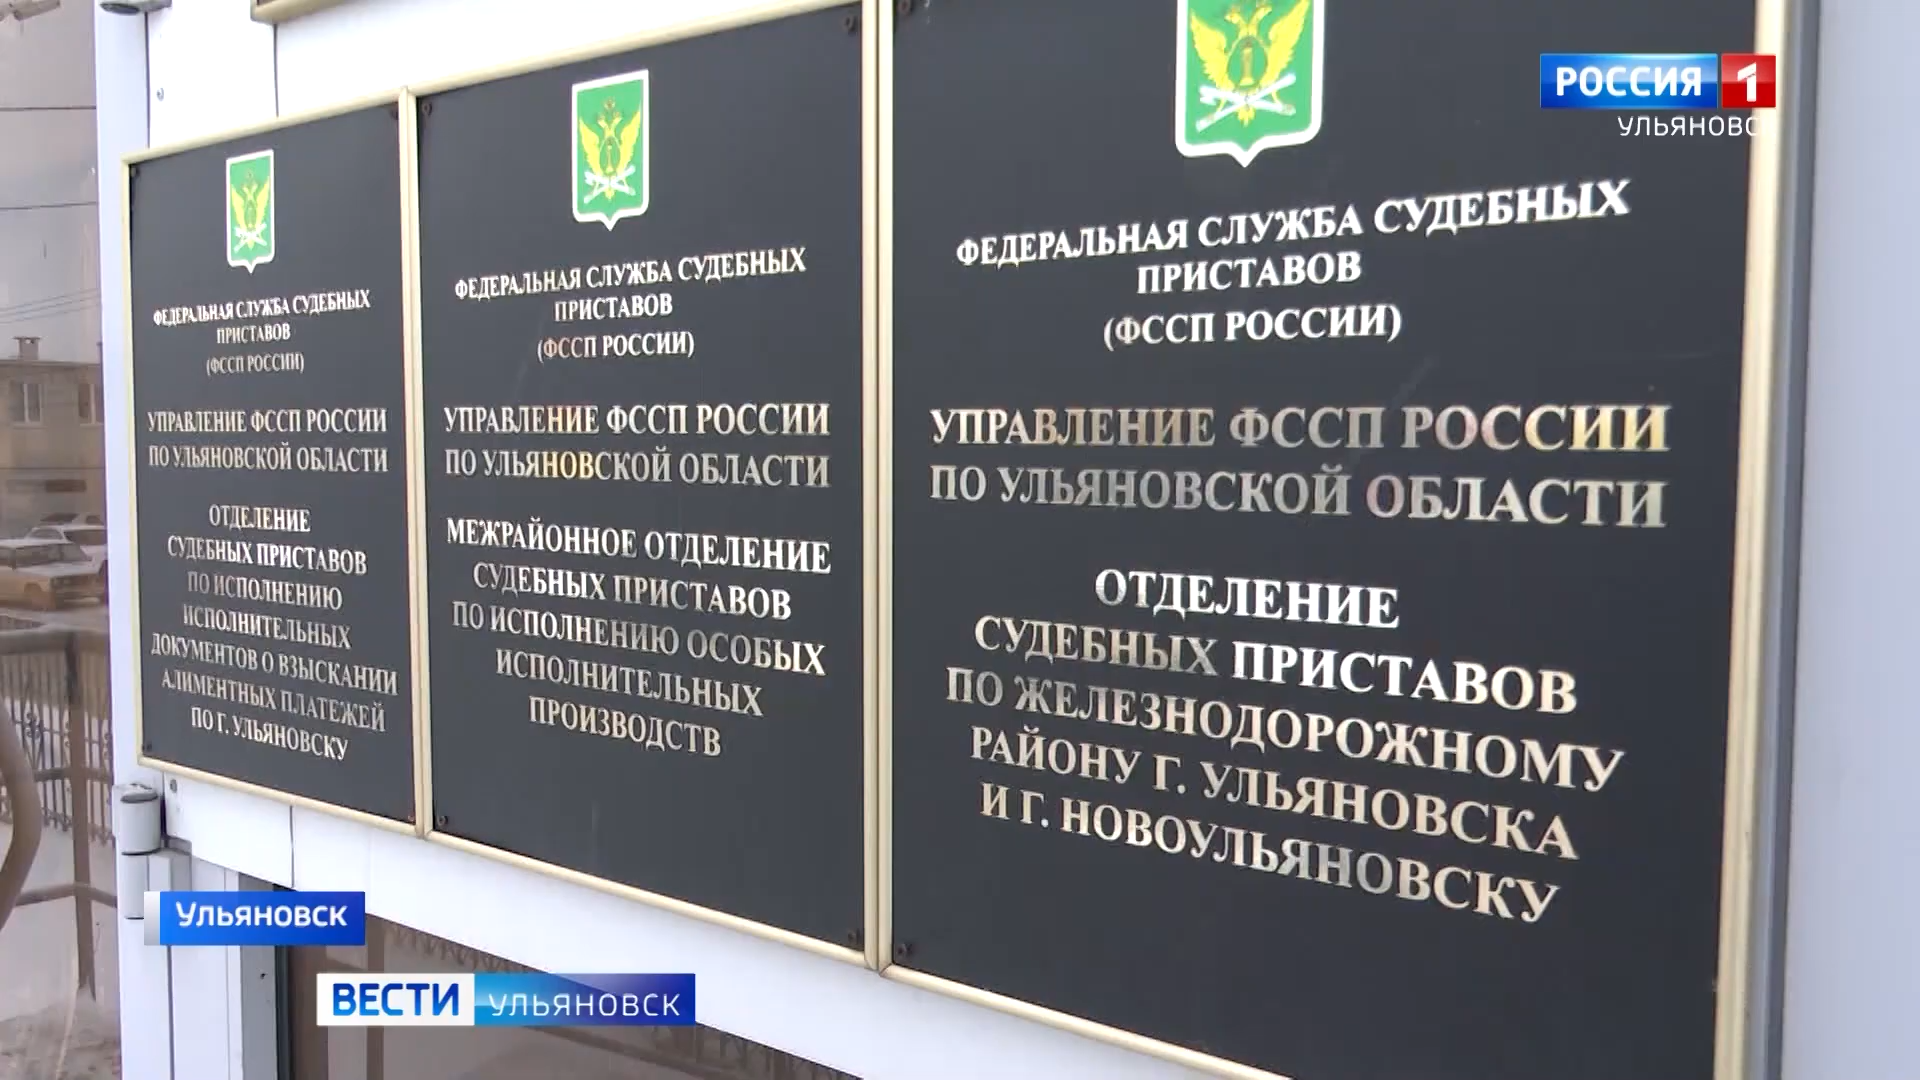 ФЕДЕРАЛЬНАЯ СЛУЖБА СУДЕБНЫХ
ПРИСТАВОВ
(ФССП РОССИИ)
УПРАВЛЕНИЕ ФССП РОССИИ
ПО УЛЬЯНОВСКОЙ ОБЛАСТИ
ОТДЕЛЕНИЕ
СУДЕБНЫХ ПРИСТАВОВ
ПО ИСПОЛНЕНИЮ
ИСПОЛНИТЕЛЬНЫХ
ДОКУМЕНТОВ О ВЗЫСКАНИИ
АЛИМЕНТНЫХ ПЛАТЕЖЕЙ
ПО Г. УЛЬЯНОВСКУ
ФЕДЕРАЛЬНАЯ СЛУЖБА СУДЕБНЫХ
ПРИСТАВОВ
(ФССП РОССИИ)
УПРАВЛЕНИЕ ФССП РОССИИ
ПО УЛЬЯНОВСКОЙ ОБЛАСТИ
МЕЖРАЙОННОЕ ОТДЕЛЕНИЕ
СУДЕБНЫХ ПРИСТАВОВ
ПО ИСПОЛНЕНИЮ ОСОБЫХ
ИСПОЛНИТЕЛЬНЫХ
ПРОИЗВОДСТВ
ФЕДЕРАЛЬНАЯ СЛУЖБА СУДЕБНЫХ
ПРИСТАВОВ
(ФССП РОССИИ)
УПРАВЛЕНИЕ ФССП РОССИИ
ПО УЛЬЯНОВСКОЙ ОБЛАСТИ
ОТДЕЛЕНИЕ
СУДЕБНЫХ ПРИСТАВОВ
ПО ЖЕЛЕЗНОДОРОЖНОМУ
РАЙОНУ Г. УЛЬЯНОВСКА
И Г. НОВОУЛЬЯНОВСКУ
РОССИЯ 1
УЛЬЯНОВС
Ульяновск
ВЕСТИ УЛЬЯНОВСК